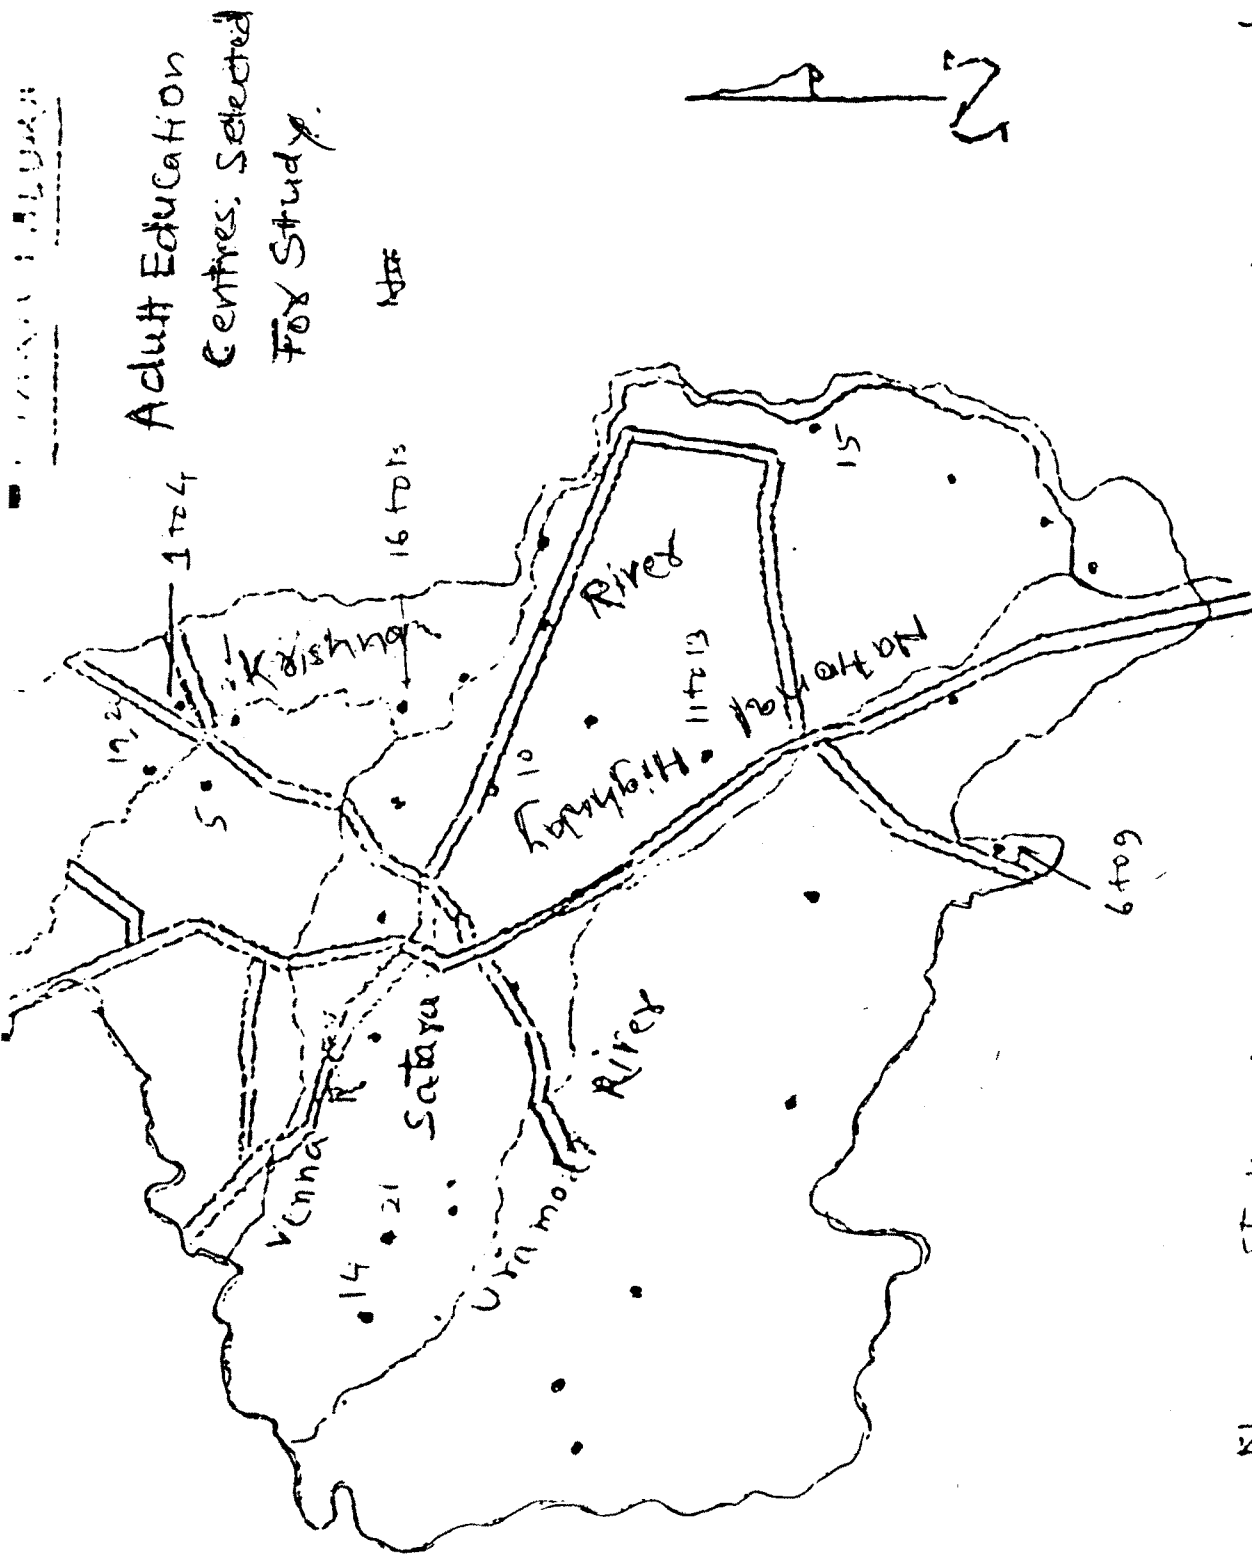 Adult Education
Centres, Selected
For Study.
N
1 to 4
19, 20
5
Krishna
River
16 to 18
10
11 to 13
15
National
Highway
6 to 9
Satara
Venna R
21
14
Uramodi
River